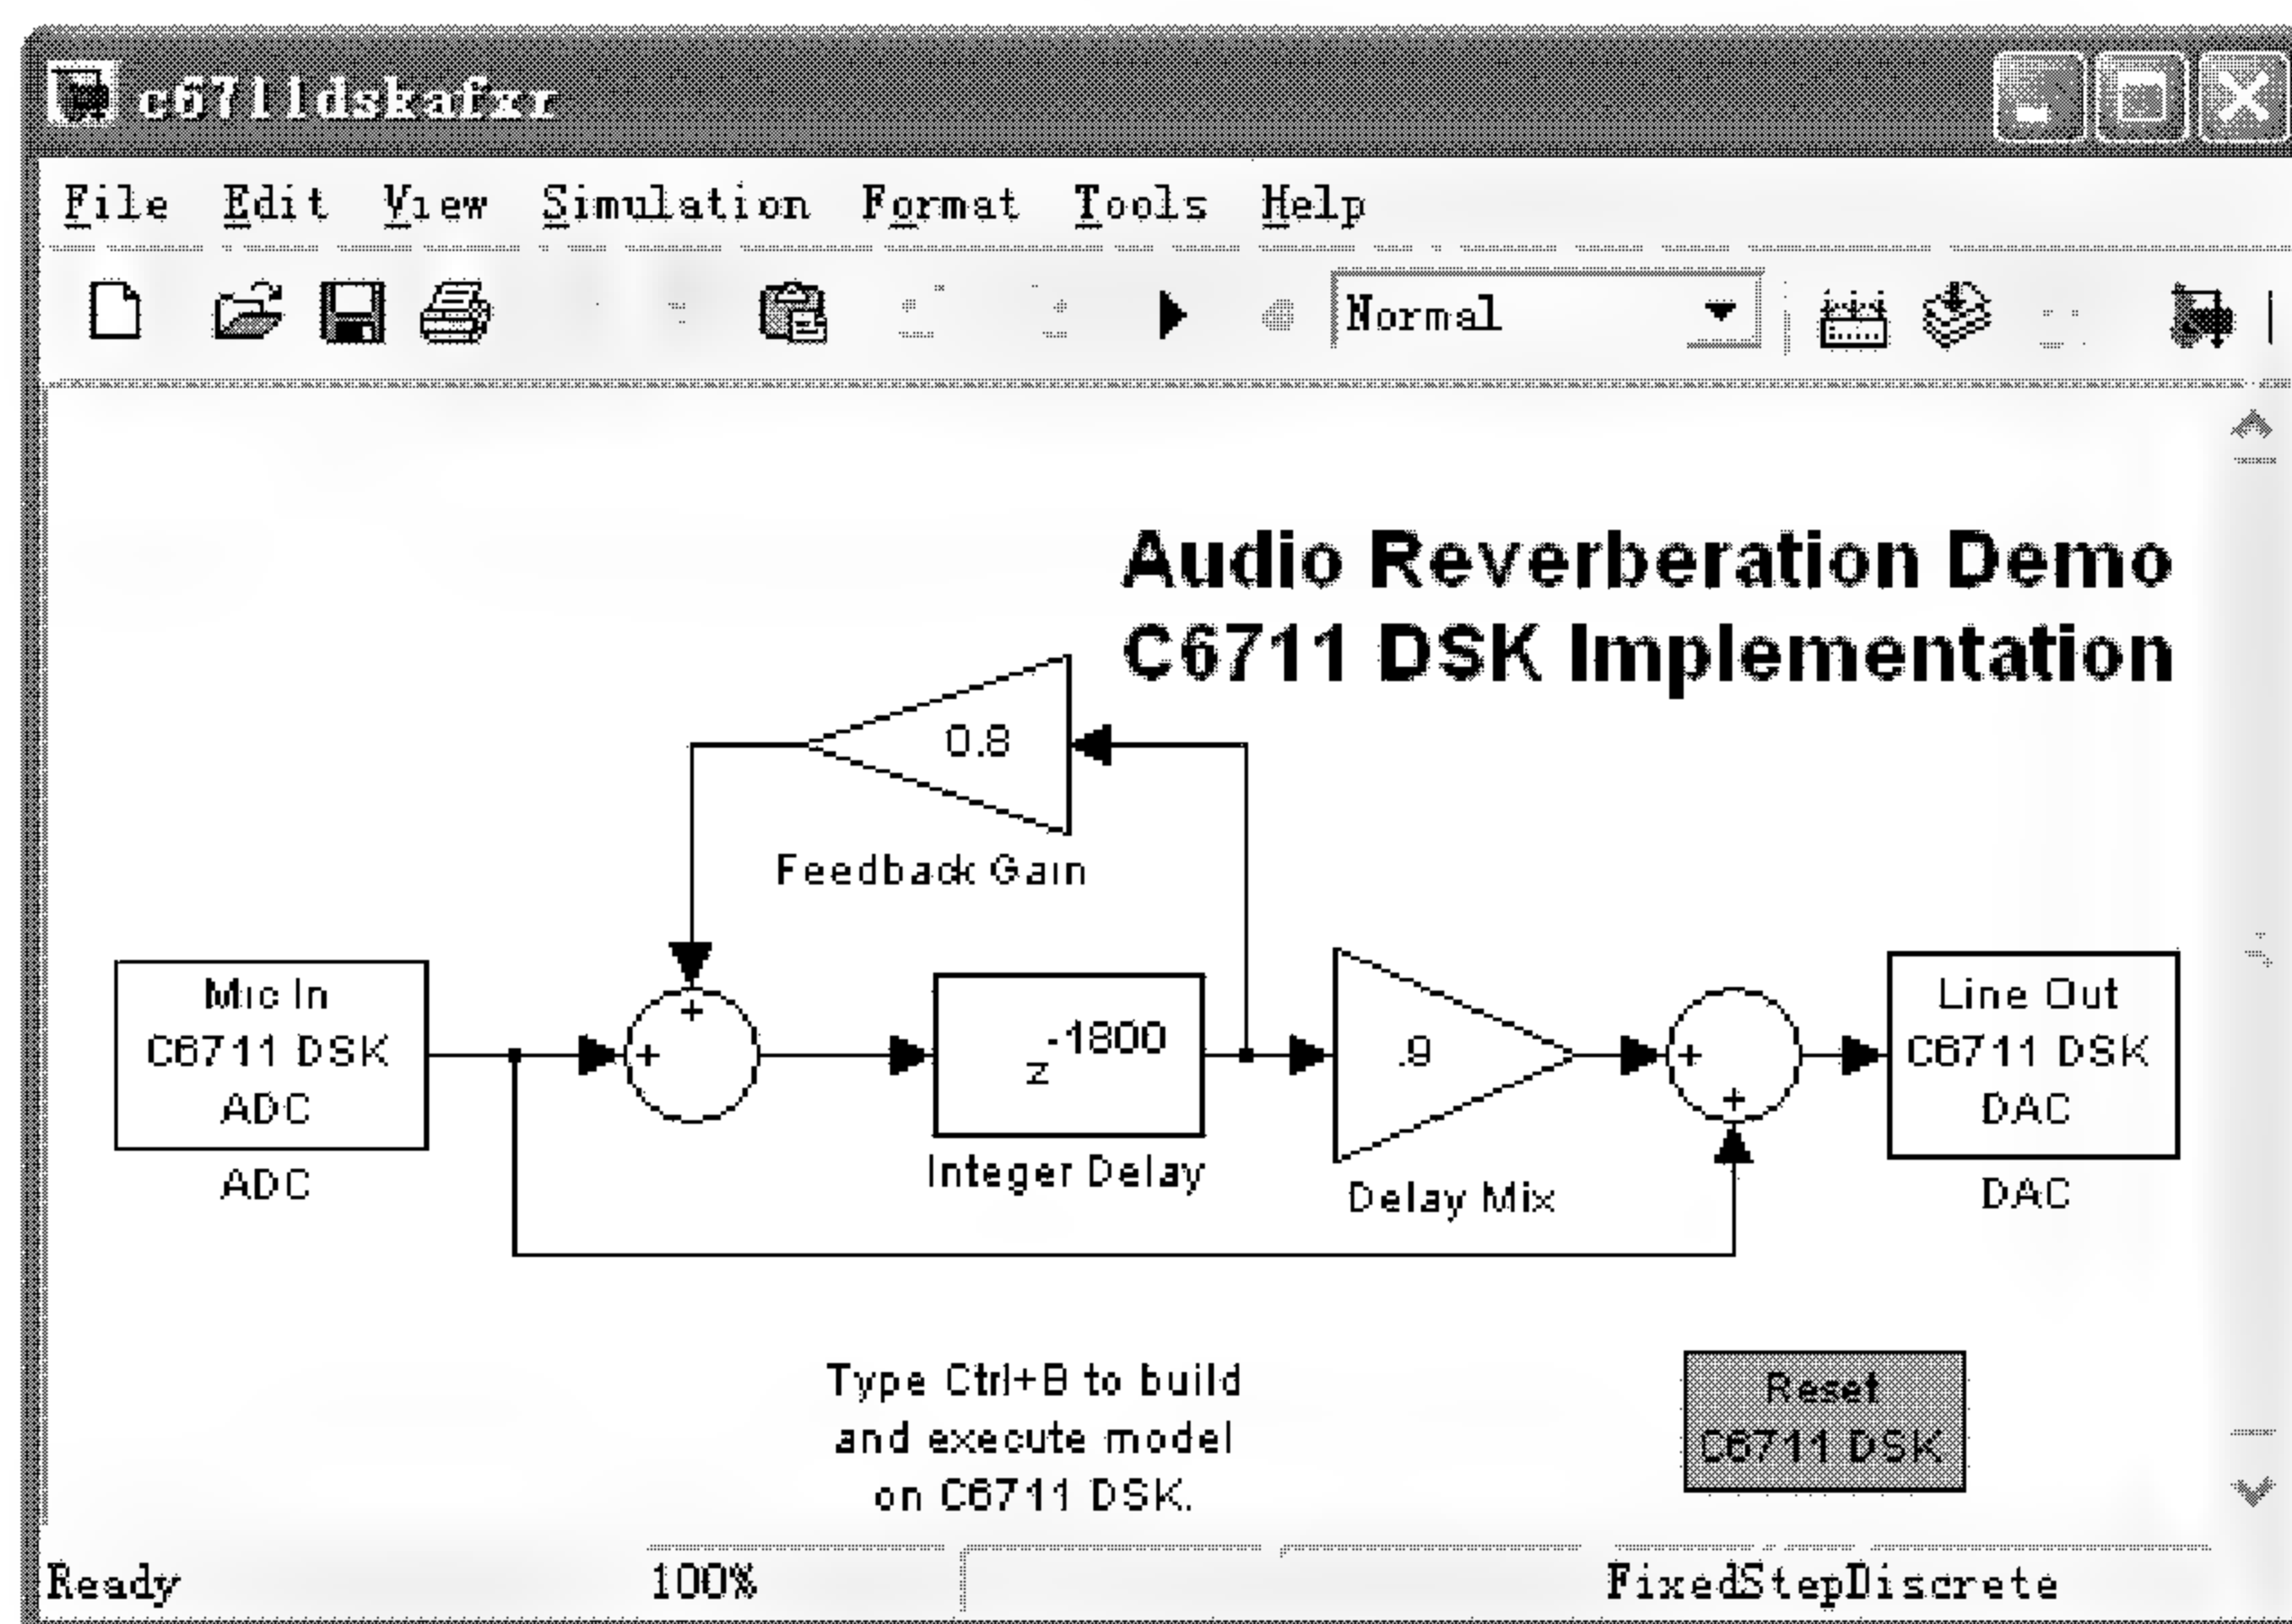 c6711dskafxr
File Edit View Simulation Format Tools Help
Normal
Audio Reverberation Demo
C6711 DSK Implementation
0.8
Feedback Gain
Mic In
C6711 DSK
ADC
ADC
+
+
z-1800
Integer Delay
.9
Delay Mix
+
+
Line Out
C6711 DSK
DAC
DAC
Type Ctrl+B to build
and execute model
on C6711 DSK.
Reset
C6711 DSK
Ready 100% FixedStepDiscrete